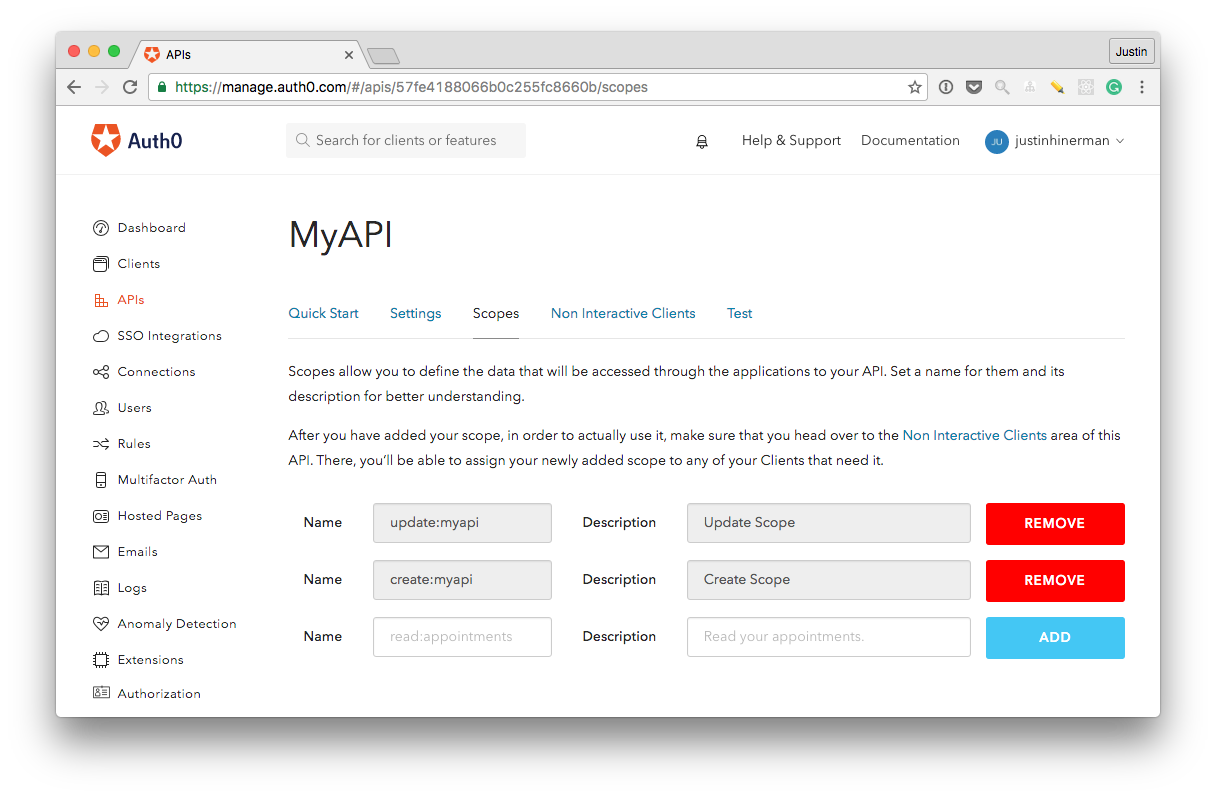 APIs
Justin
https://manage.auth0.com/#/apis/57fe4188066b0c255fc8660b/scopes
Auth0
Search for clients or features
Help & Support
Documentation
JU
justinhinerman
Dashboard
Clients
APIs
SSO Integrations
Connections
Users
Rules
Multifactor Auth
Hosted Pages
Emails
Logs
Anomaly Detection
Extensions
Authorization
MyAPI
Quick Start Settings Scopes Non Interactive Clients Test
Scopes allow you to define the data that will be accessed through the applications to your API. Set a name for them and its
description for better understanding.
After you have added your scope, in order to actually use it, make sure that you head over to the Non Interactive Clients area of this
API. There, you’ll be able to assign your newly added scope to any of your Clients that need it.
Name update:myapi Description Update Scope REMOVE
Name create:myapi Description Create Scope REMOVE
Name read:appointments Description Read your appointments. ADD